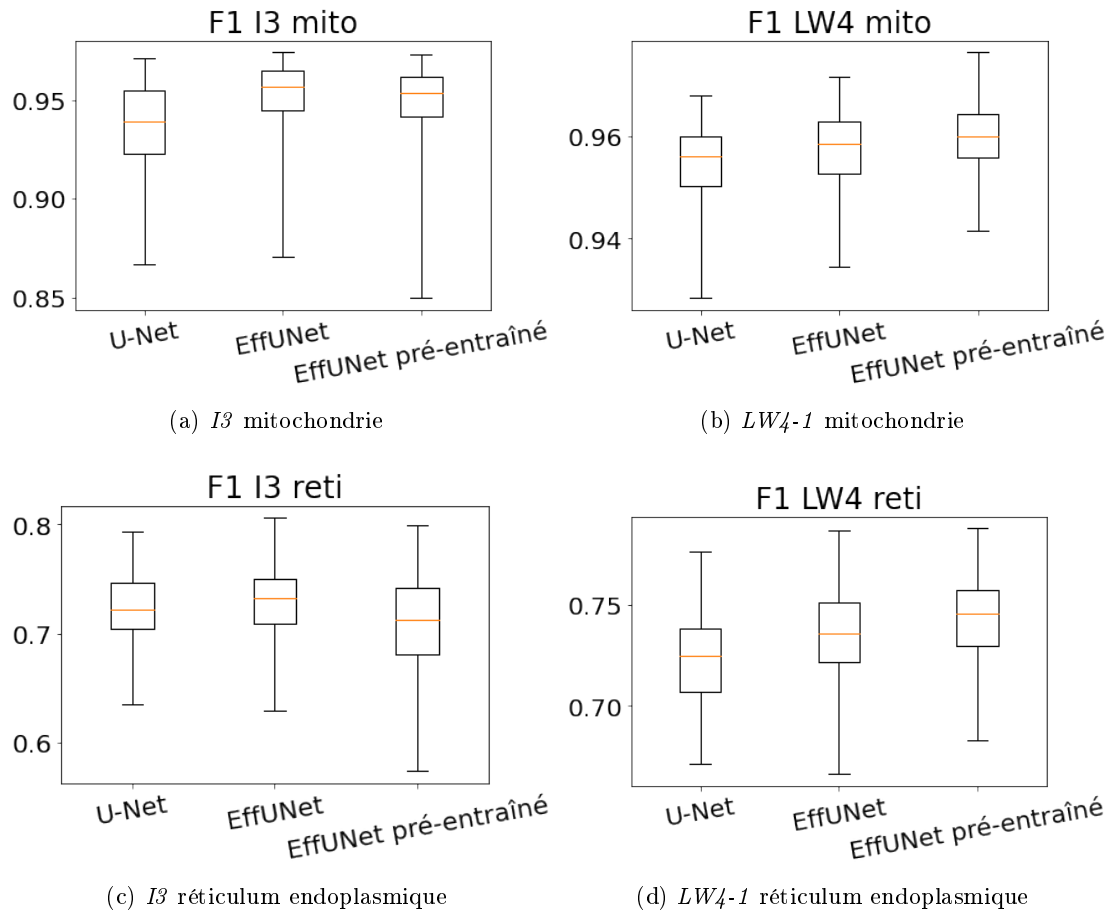 F1 I3 mito
0.95
0.90
0.85
U-Net
EffUNet
EffUNet pré-entraîné
(a) I3 mitochondrie
F1 LW4 mito
0.96
0.94
U-Net
EffUNet
EffUNet pré-entraîné
(b) LW4-1 mitochondrie
F1 I3 reti
0.8
0.7
0.6
U-Net
EffUNet
EffUNet pré-entraîné
(c) I3 réticulum endoplasmique
F1 LW4 reti
0.75
0.70
U-Net
EffUNet
EffUNet pré-entraîné
(d) LW4-1 réticulum endoplasmique